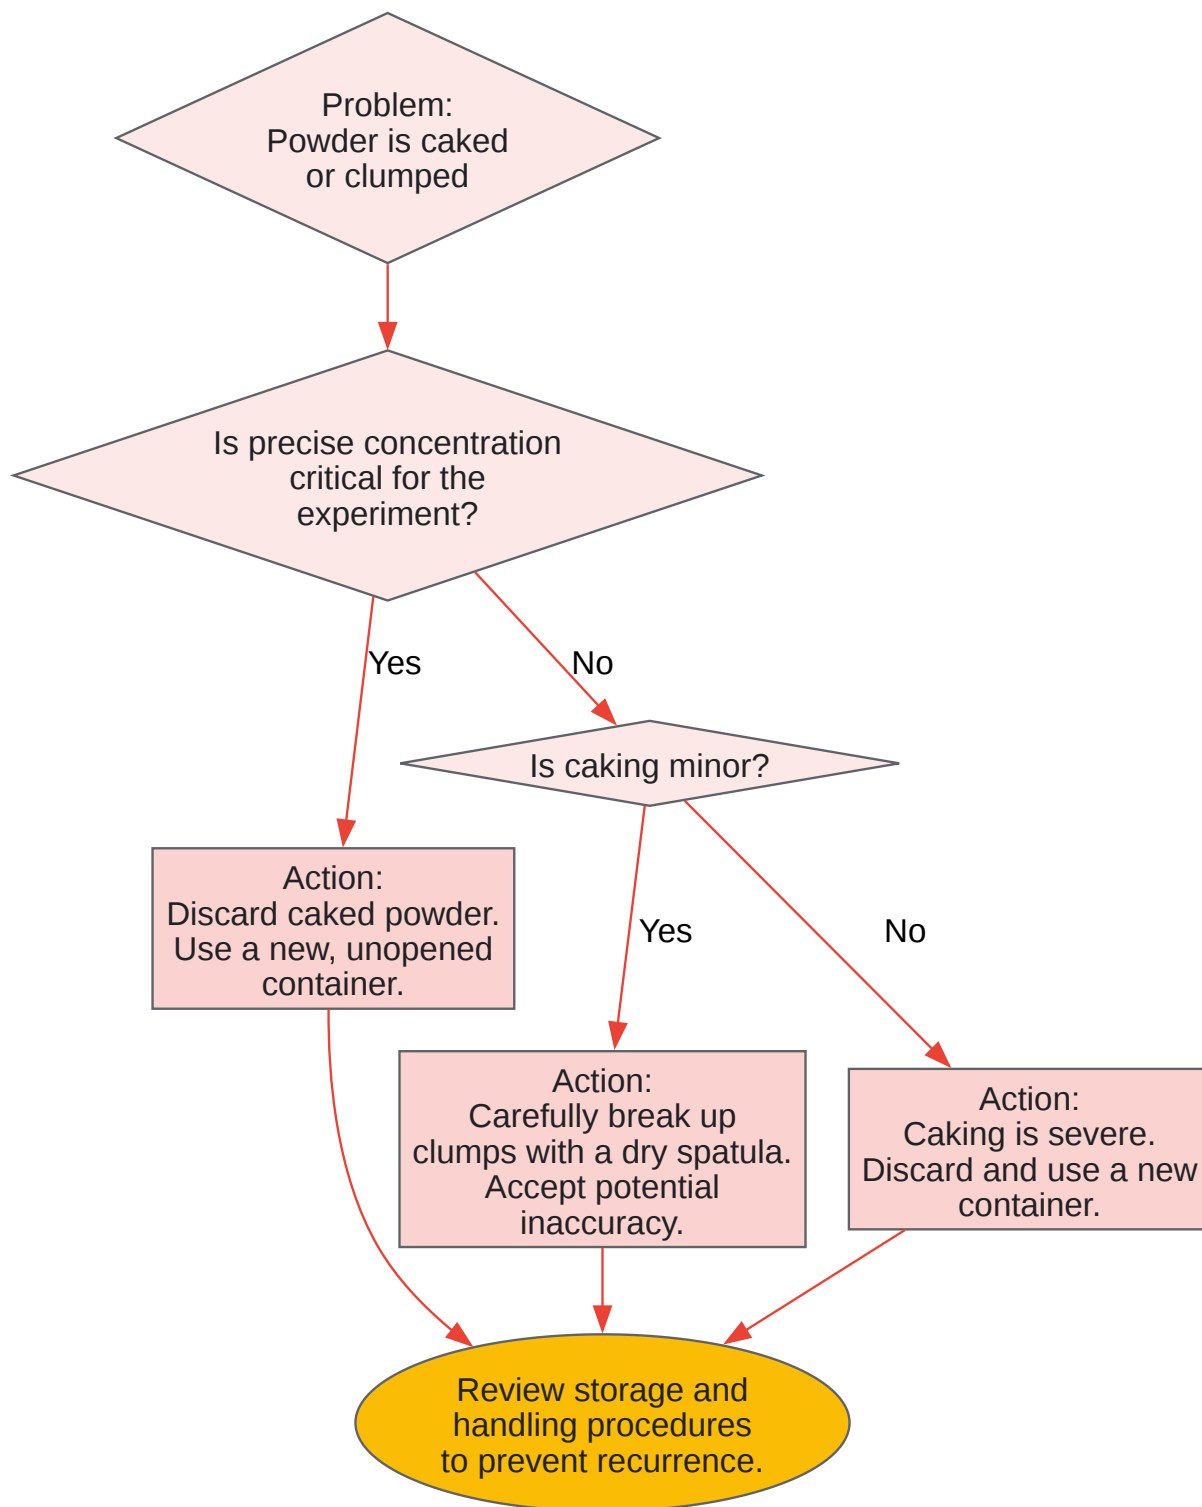 Problem:
Powder is caked
or clumped
Is precise concentration
critical for the
experiment?
Yes
No
Is caking minor?
Action:
Discard caked powder.
Use a new, unopened
container.
Yes
No
Action:
Carefully break up
clumps with a dry spatula.
Accept potential
inaccuracy.
Action:
Caking is severe.
Discard and use a new
container.
Review storage and
handling procedures
to prevent recurrence.